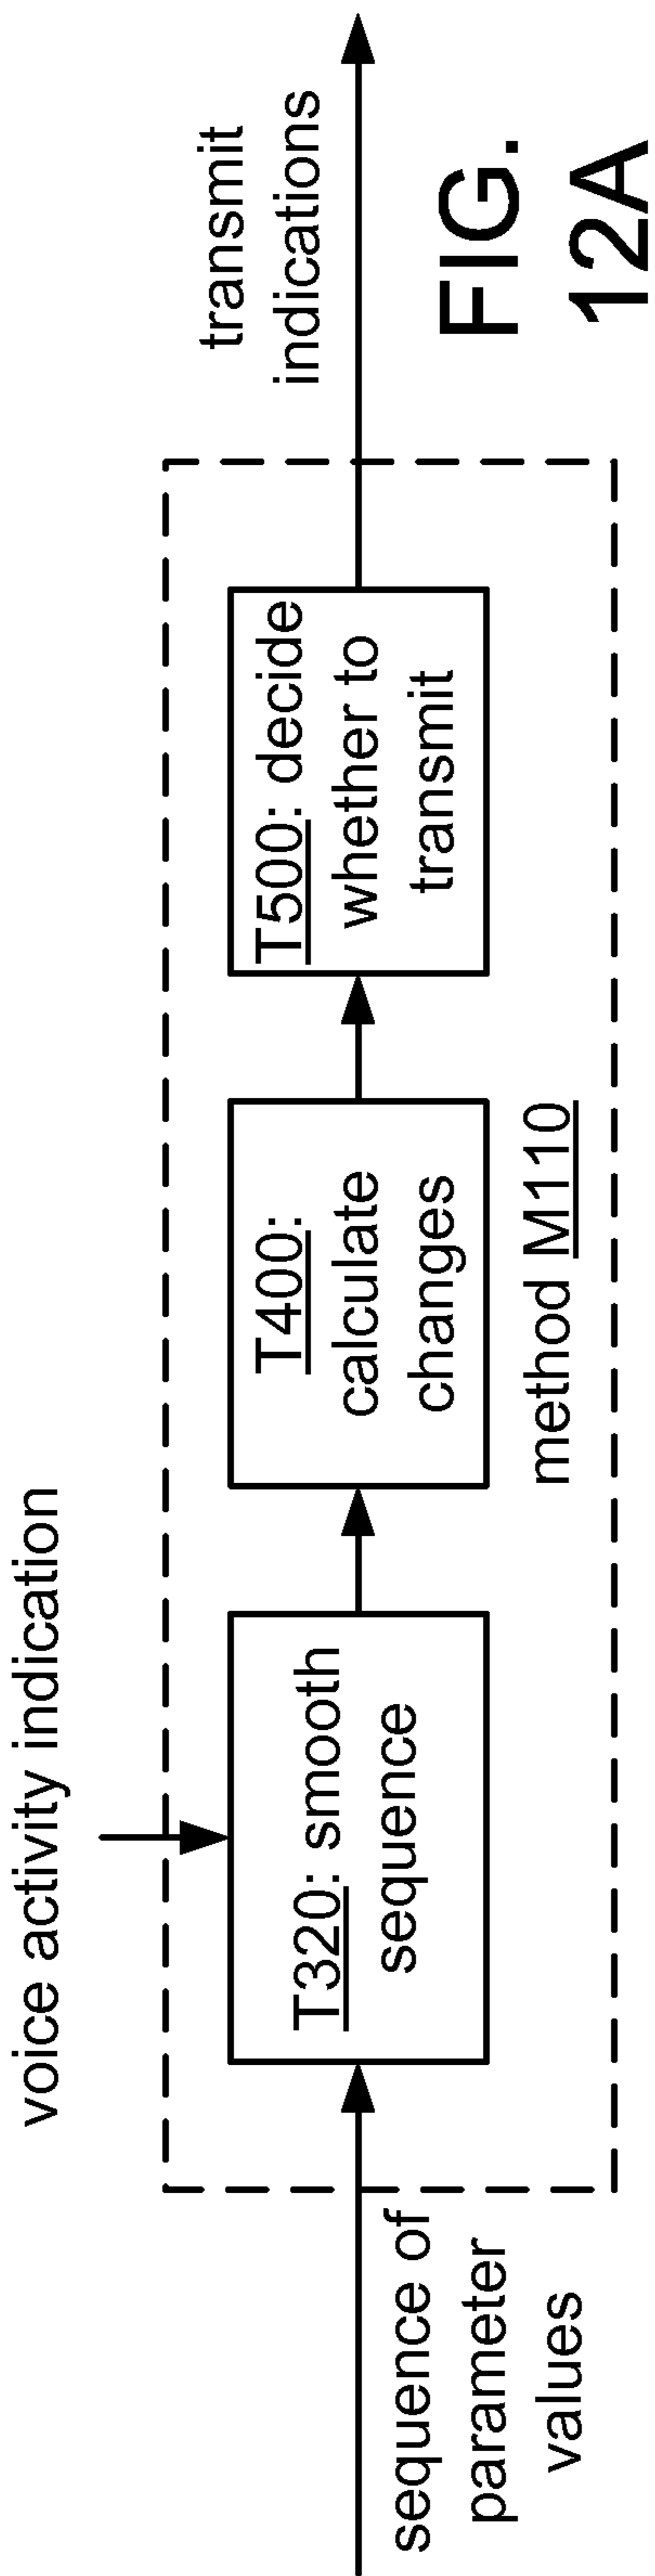 voice activity indication
sequence of
parameter
values
T320: smooth
sequence
T400:
calculate
changes
T500: decide
whether to
transmit
method M110
transmit
indications
FIG.
12A